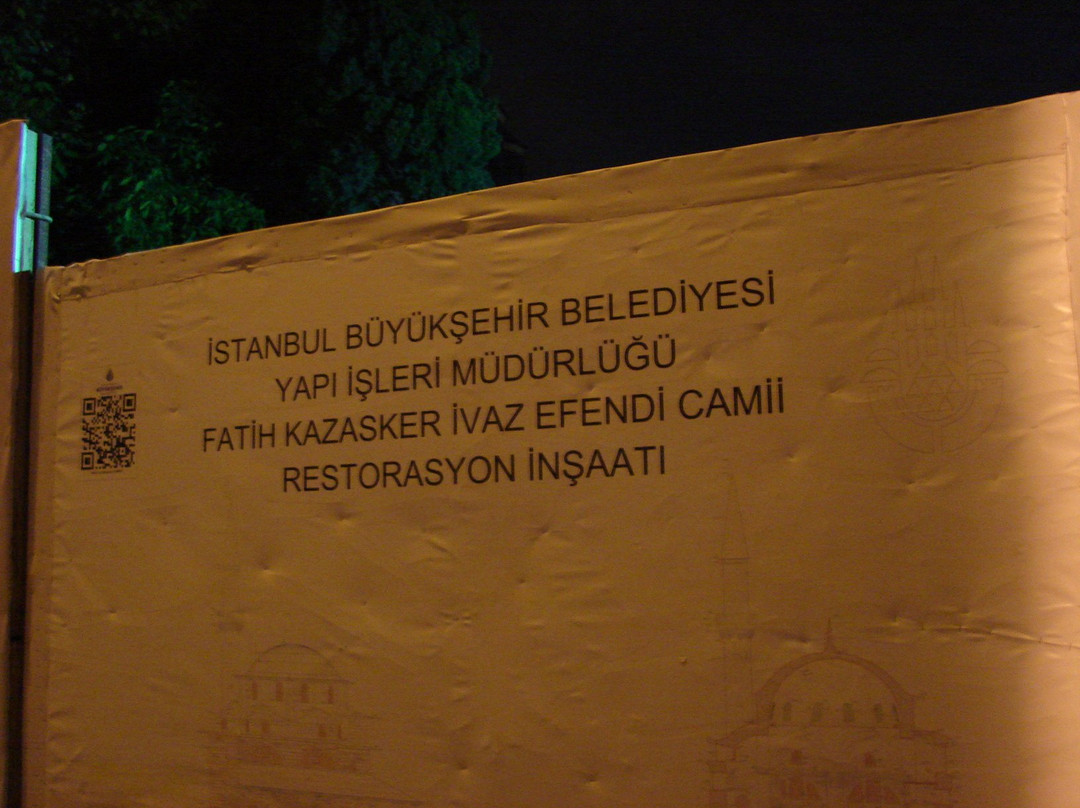 İSTANBUL BÜYÜKŞEHİR BELEDİYESİ
YAPI İŞLERİ MÜDÜRLÜĞÜ
FATİH KAZASKER İVAZ EFENDİ CAMİİ
RESTORASYON İNŞAATI